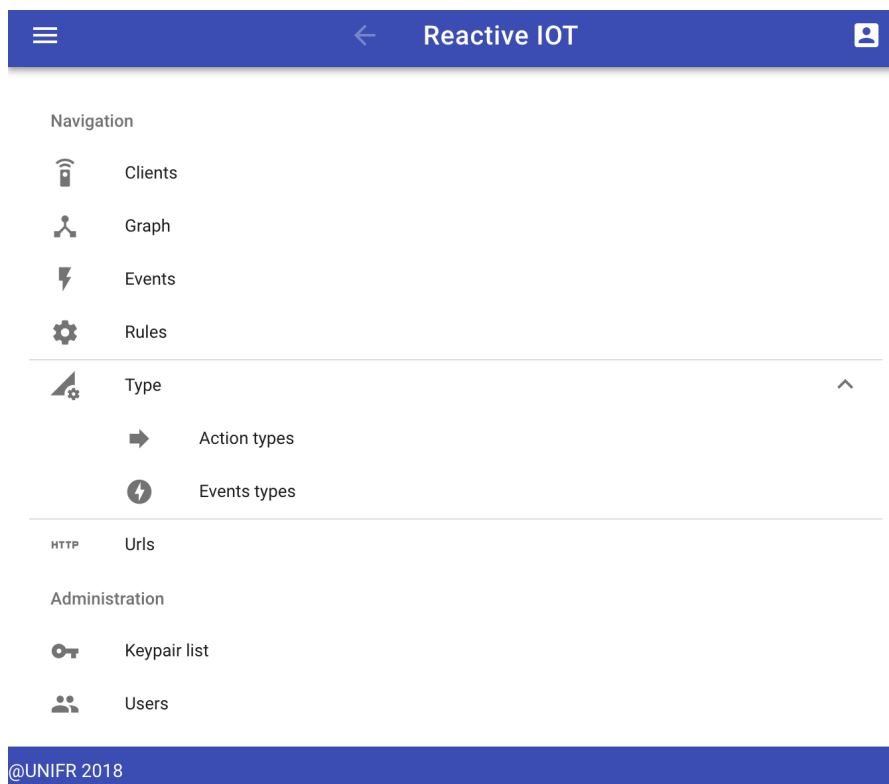 Reactive IOT
Navigation
Clients
Graph
Events
Rules
Type
Action types
Events types
HTTP Urls
Administration
Keypair list
Users
@UNIFR 2018